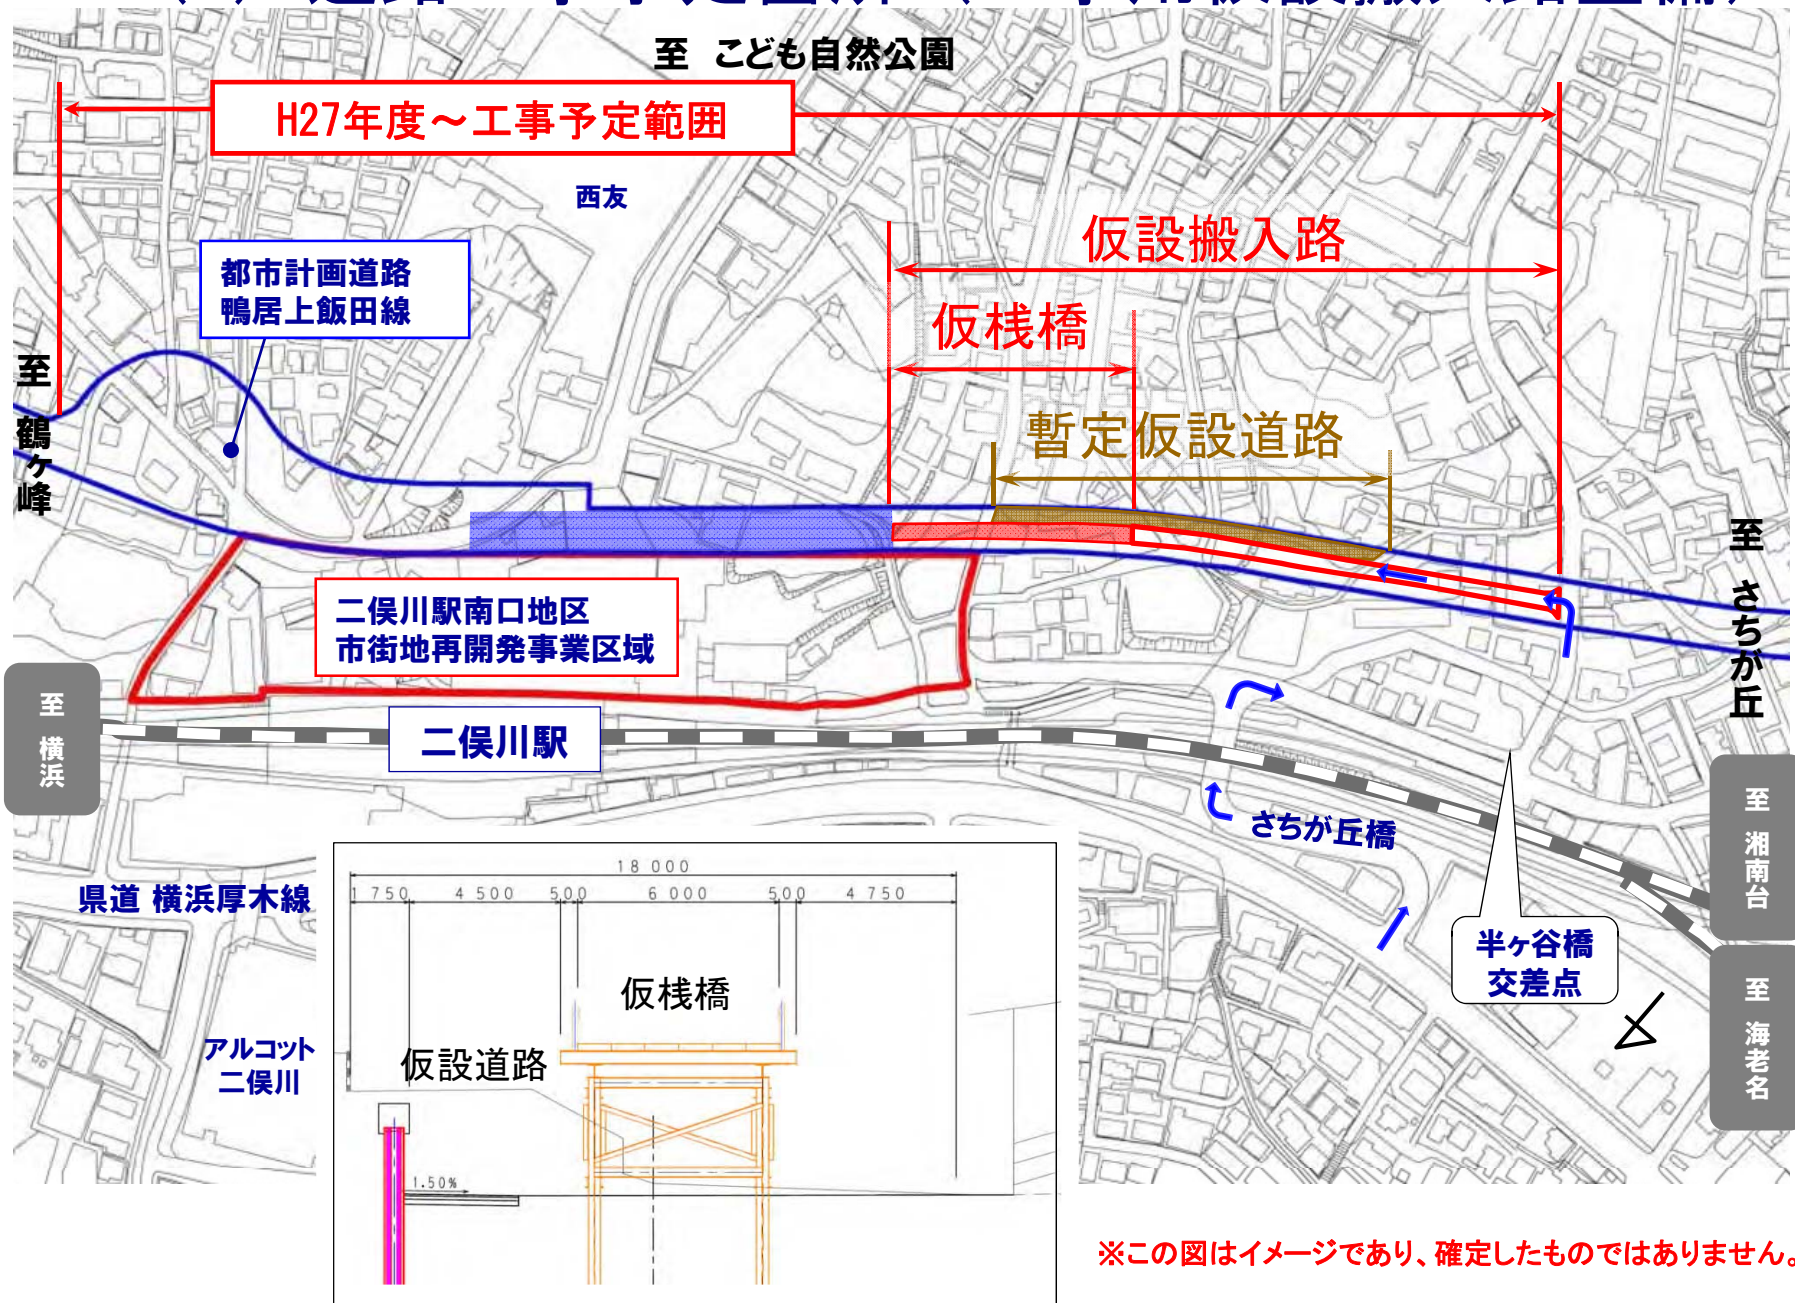 至 こども自然公園
H27年度～工事予定範囲
西友
仮設搬入路
都市計画道路
鴨居上飯田線
仮桟橋
暫定仮設道路
至 鶴ヶ峰
至 さちが丘
二俣川駅南口地区
市街地再開発事業区域
至 横浜
二俣川駅
さちが丘橋
至 湘南台
県道 横浜厚木線
半ヶ谷橋
交差点
至 海老名
アルコット
二俣川
18 000
1 750 4 500 500 6 000 500 4 750
仮桟橋
仮設道路
1.50%
※この図はイメージであり、確定したものではありません。